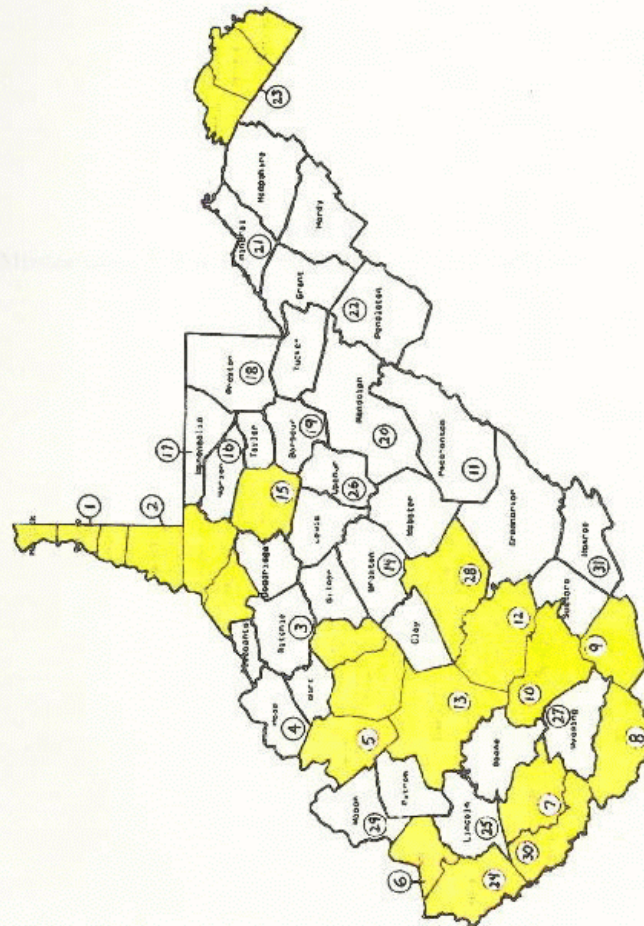 23
Hampshire
Mineral
21
Hardy
Grant
22
Pendleton
Preston
18
Tucker
17
Monongalia
Marion
16
Taylor
Barbour
19
Randolph
20
Pocahontas
11
1
2
15
Upshur
26
Lewis
Webster
Doddridge
Gilmer
Braxton
14
Ritchie
3
Pleasants
Wood
4
Wirt
Clay
28
Greenbrier
Monroe
31
Summers
12
9
10
13
5
Mason
29
Putnam
Boone
27
Wyoming
8
Lincoln
25
7
30
24
6